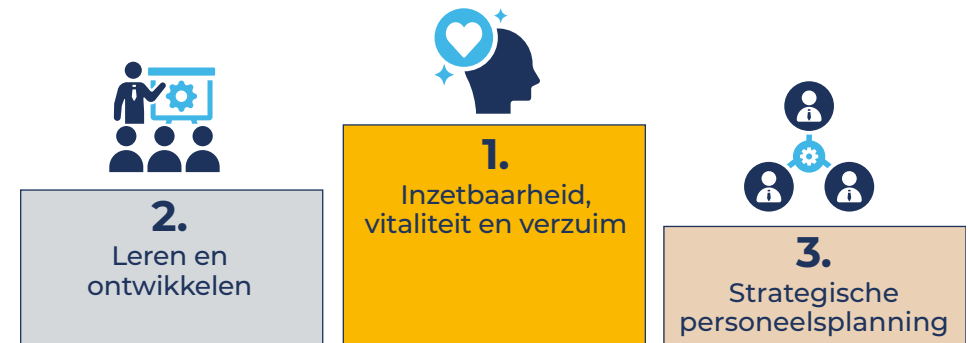 1.
Inzetbaarheid,
vitaliteit en verzuim
2.
Leren en
ontwikkelen
3.
Strategische
personeelsplanning